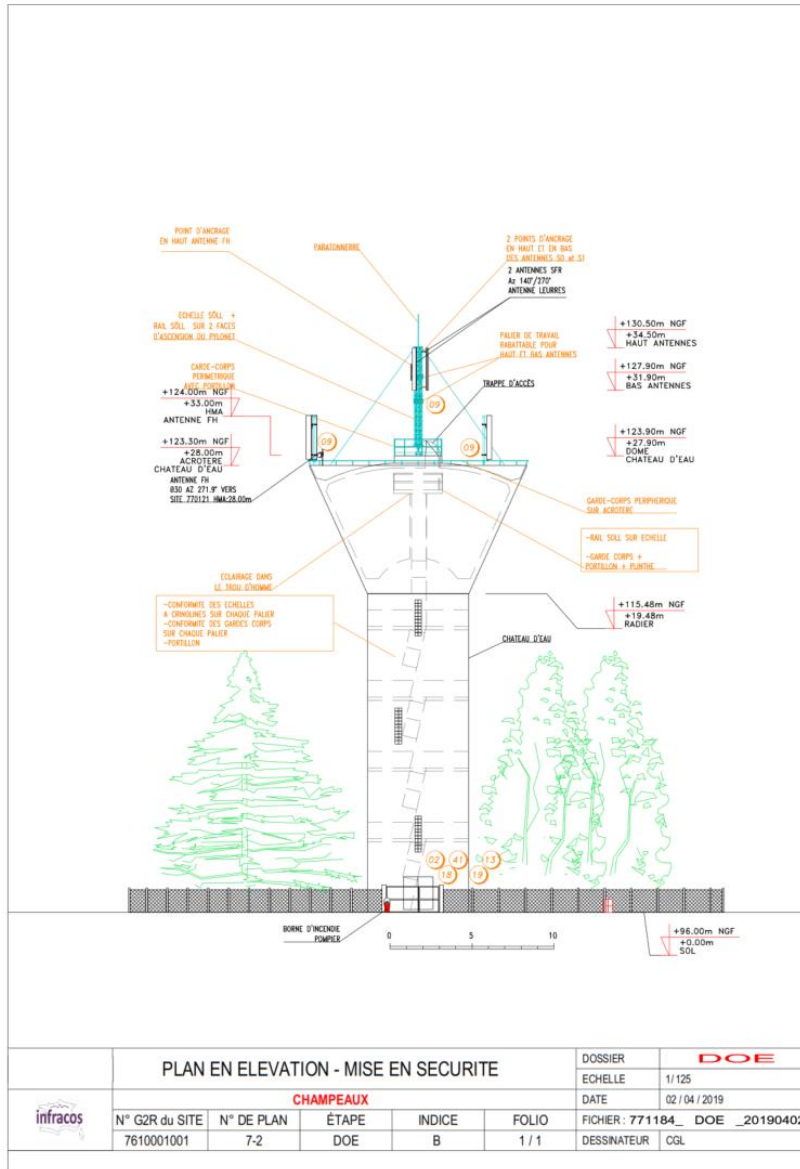 POINT D'ANCRAGE
EN HAUT ANTENNE FH
PARATONNERRE
2 POINTS D'ANCRAGE
EN HAUT ET EN BAS
DES ANTENNES S0 et S1
2 ANTENNES SFR
Az 140°/270°
ANTENNE LEURRES
ECHELLE SÖLL +
RAIL SÖLL SUR 2 FACES
D'ASCENSION DU PYLONET
PALIER DE TRAVAIL
RABATTABLE POUR
HAUT ET BAS ANTENNES
+130.50m NGF
+34.50m
HAUT ANTENNES
GARDE-CORPS
PERIMETRIQUE
AVEC PORTILLON
TRAPPE D'ACCÈS
+127.90m NGF
+31.90m
BAS ANTENNES
+124.00m NGF
+33.00m
HMA
ANTENNE FH
09
09
09
+123.30m NGF
+28.00m
ACROTERE
CHATEAU D'EAU
+123.90m NGF
+27.90m
DOME
CHATEAU D'EAU
ANTENNE FH
Ø30 AZ 271.9° VERS
SITE 770121 HMA:28.00m
GARDE-CORPS PERIPHERIQUE
SUR ACROTERE
-RAIL SOLL SUR ECHELLE
-GARDE CORPS +
PORTILLON + PLINTHE
ECLAIRAGE DANS
LE TROU D'HOMME
-CONFORMITE DES ECHELLES
A CRINOLINES SUR CHAQUE PALIER
-CONFORMITE DES GARDES CORPS
SUR CHAQUE PALIER
-PORTILLON
+115.48m NGF
+19.48m
RADIER
CHATEAU D'EAU
02 41 13
18 19
BORNE D'INCENDIE
POMPIER
0 5 10
+96.00m NGF
+0.00m
SOL
PLAN EN ELEVATION - MISE EN SECURITE
DOSSIER DOE
ECHELLE 1/125
CHAMPEAUX
DATE 02 / 04 / 2019
infracos
N° G2R du SITE N° DE PLAN ÉTAPE INDICE FOLIO
FICHIER : 771184_ DOE _20190402
7610001001 7-2 DOE B 1 / 1
DESSINATEUR CGL